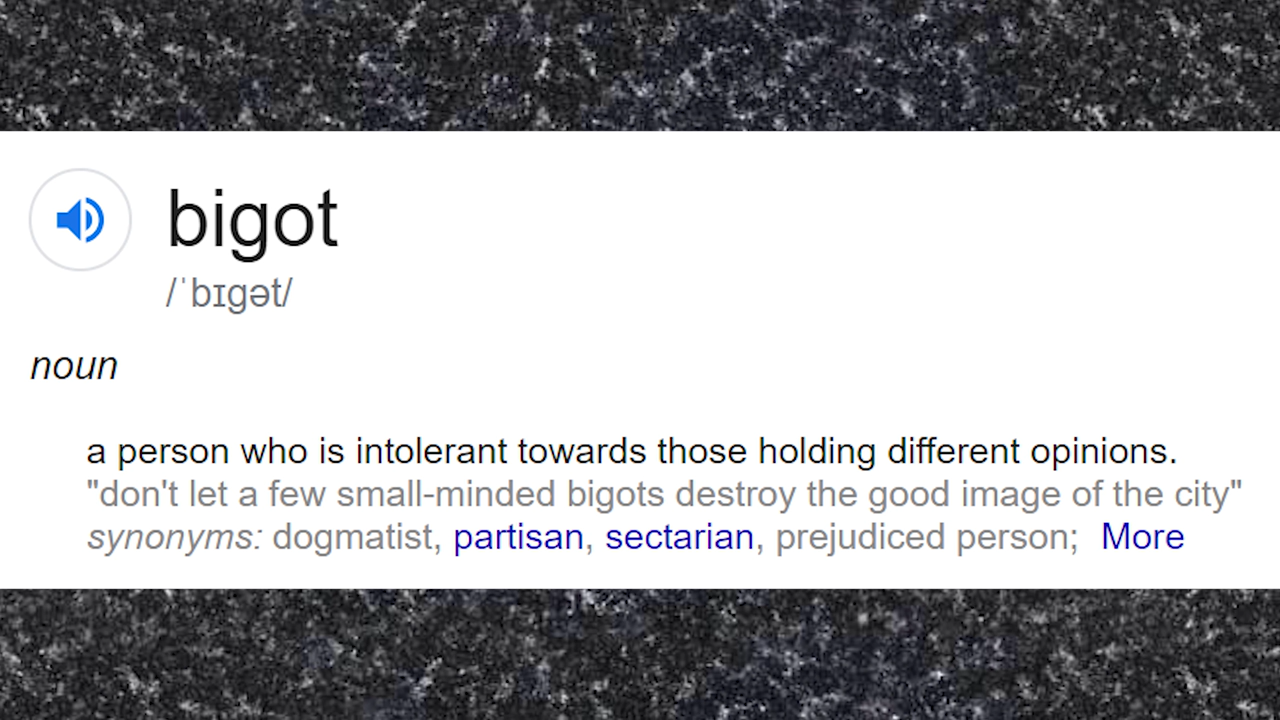 bigot
/ˈbɪɡət/
noun
a person who is intolerant towards those holding different opinions.
"don't let a few small-minded bigots destroy the good image of the city"
synonyms: dogmatist, partisan, sectarian, prejudiced person; More